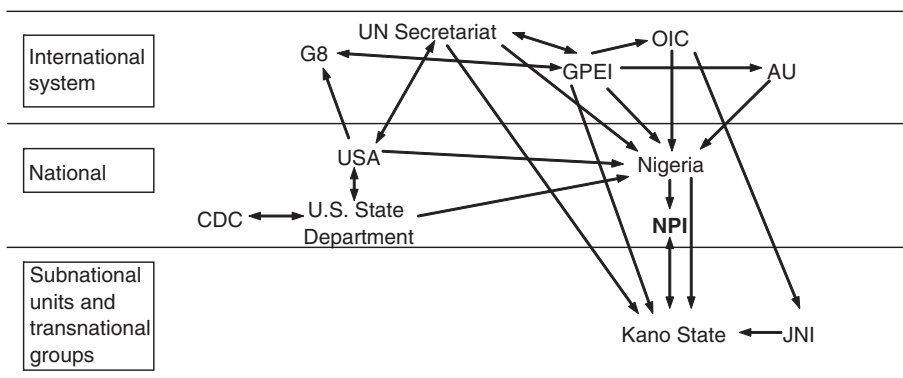 International
system
UN Secretariat
G8
GPEI
OIC
AU
National
USA
Nigeria
CDC
U.S. State
Department
NPI
Subnational
units and
transnational
groups
Kano State
JNI